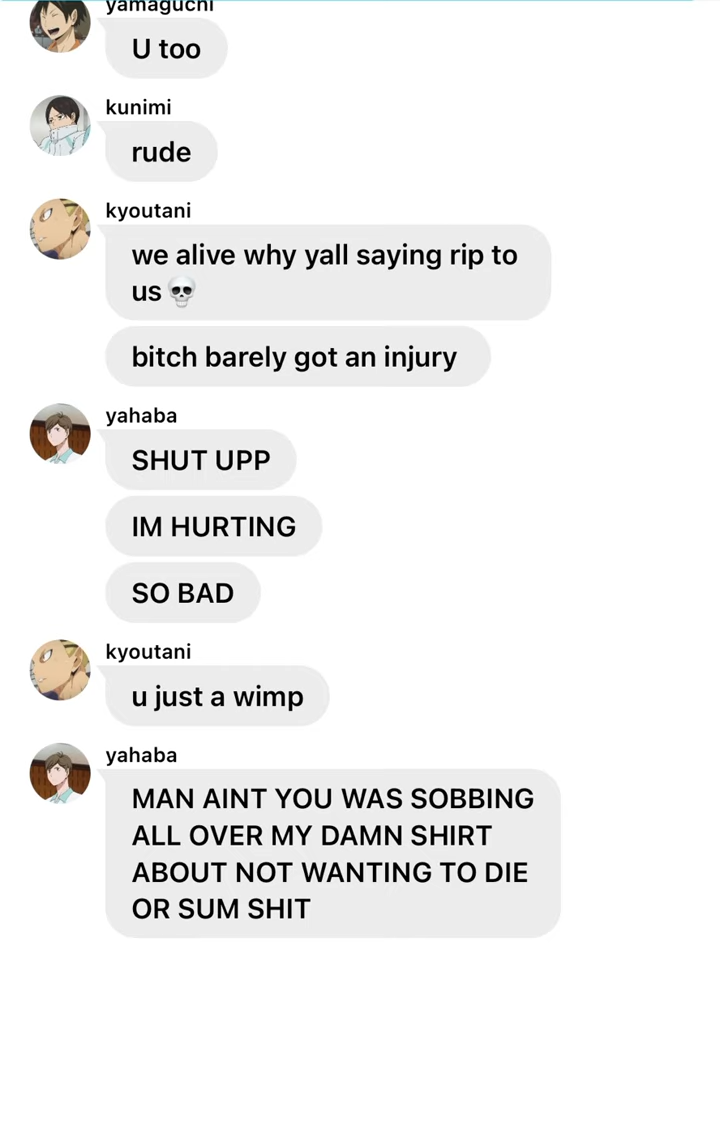 yamaguchi
U too
kunimi
rude
kyoutani
we alive why yall saying rip to
us 💀
bitch barely got an injury
yahaba
SHUT UPP
IM HURTING
SO BAD
kyoutani
u just a wimp
yahaba
MAN AINT YOU WAS SOBBING
ALL OVER MY DAMN SHIRT
ABOUT NOT WANTING TO DIE
OR SUM SHIT